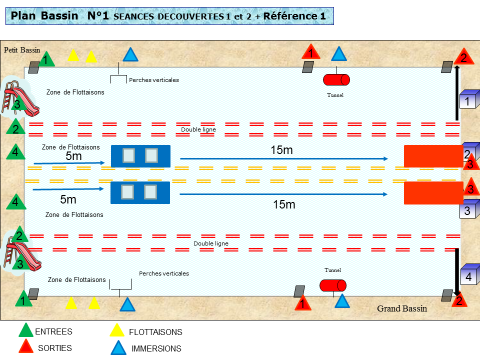 Plan Bassin N°1 SEANCES DECOUVERTES 1 et 2 + Référence 1
Petit Bassin
1
1
2
Perches verticales
Zone de Flottaisons
Tunnel
3
1
2
Double ligne
4
Zone de Flottaisons
5m
15m
2
3
5m
15m
3
4
Zone de Flottaisons
3
2
Double ligne
3
Zone de Flottaisons
Perches verticales
Tunnel
4
1
1
2
Grand Bassin
ENTREES
FLOTTAISONS
SORTIES
IMMERSIONS